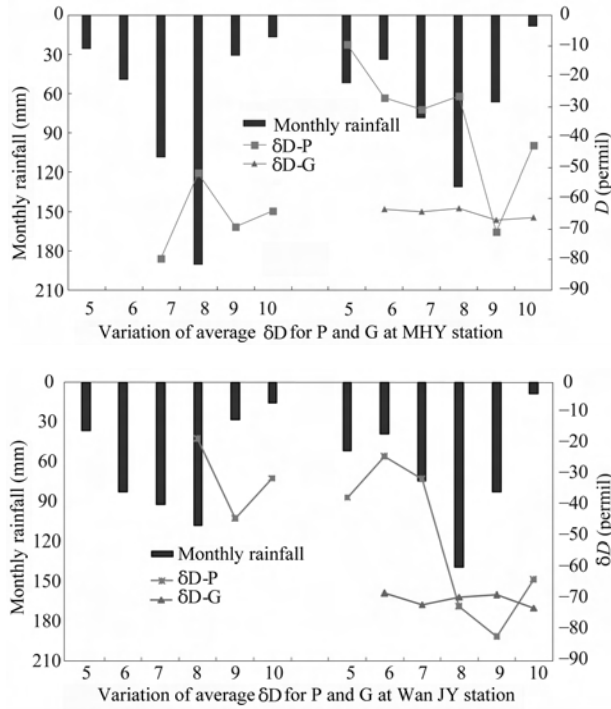 0
30
60
90
120
150
180
210
Monthly rainfall (mm)
Monthly rainfall
δD-P
δD-G
0
−10
−20
−30
−40
−50
−60
−70
−80
−90
D (permil)
5 6 7 8 9 10 5 6 7 8 9 10
Variation of average δD for P and G at MHY station
0
30
60
90
120
150
180
210
Monthly rainfall (mm)
Monthly rainfall
δD-P
δD-G
0
−10
−20
−30
−40
−50
−60
−70
−80
−90
δD (permil)
5 6 7 8 9 10 5 6 7 8 9 10
Variation of average δD for P and G at Wan JY station